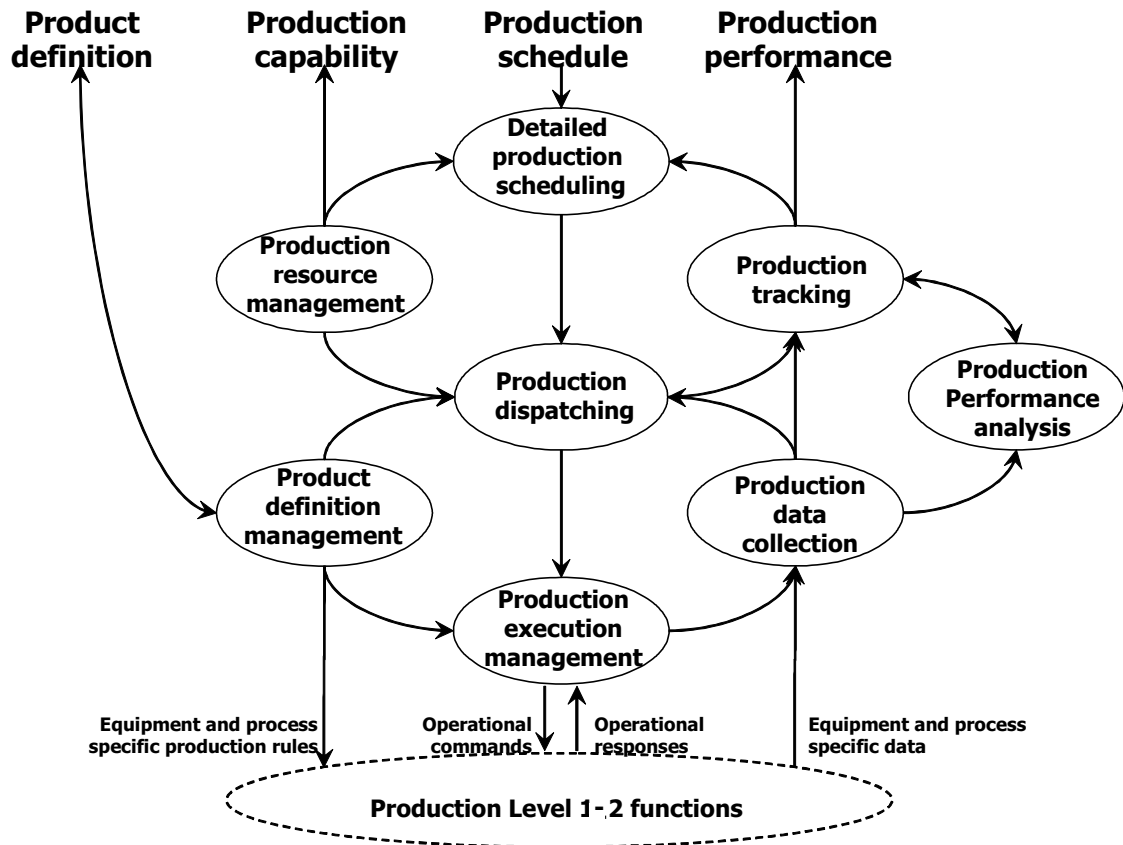 Product
definition
Production
capability
Production
schedule
Production
performance
Detailed
production
scheduling
Production
resource
management
Production
tracking
Production
dispatching
Production
Performance
analysis
Product
definition
management
Production
data
collection
Production
execution
management
Equipment and process
specific production rules
Operational
commands
Operational
responses
Equipment and process
specific data
Production Level 1-2 functions